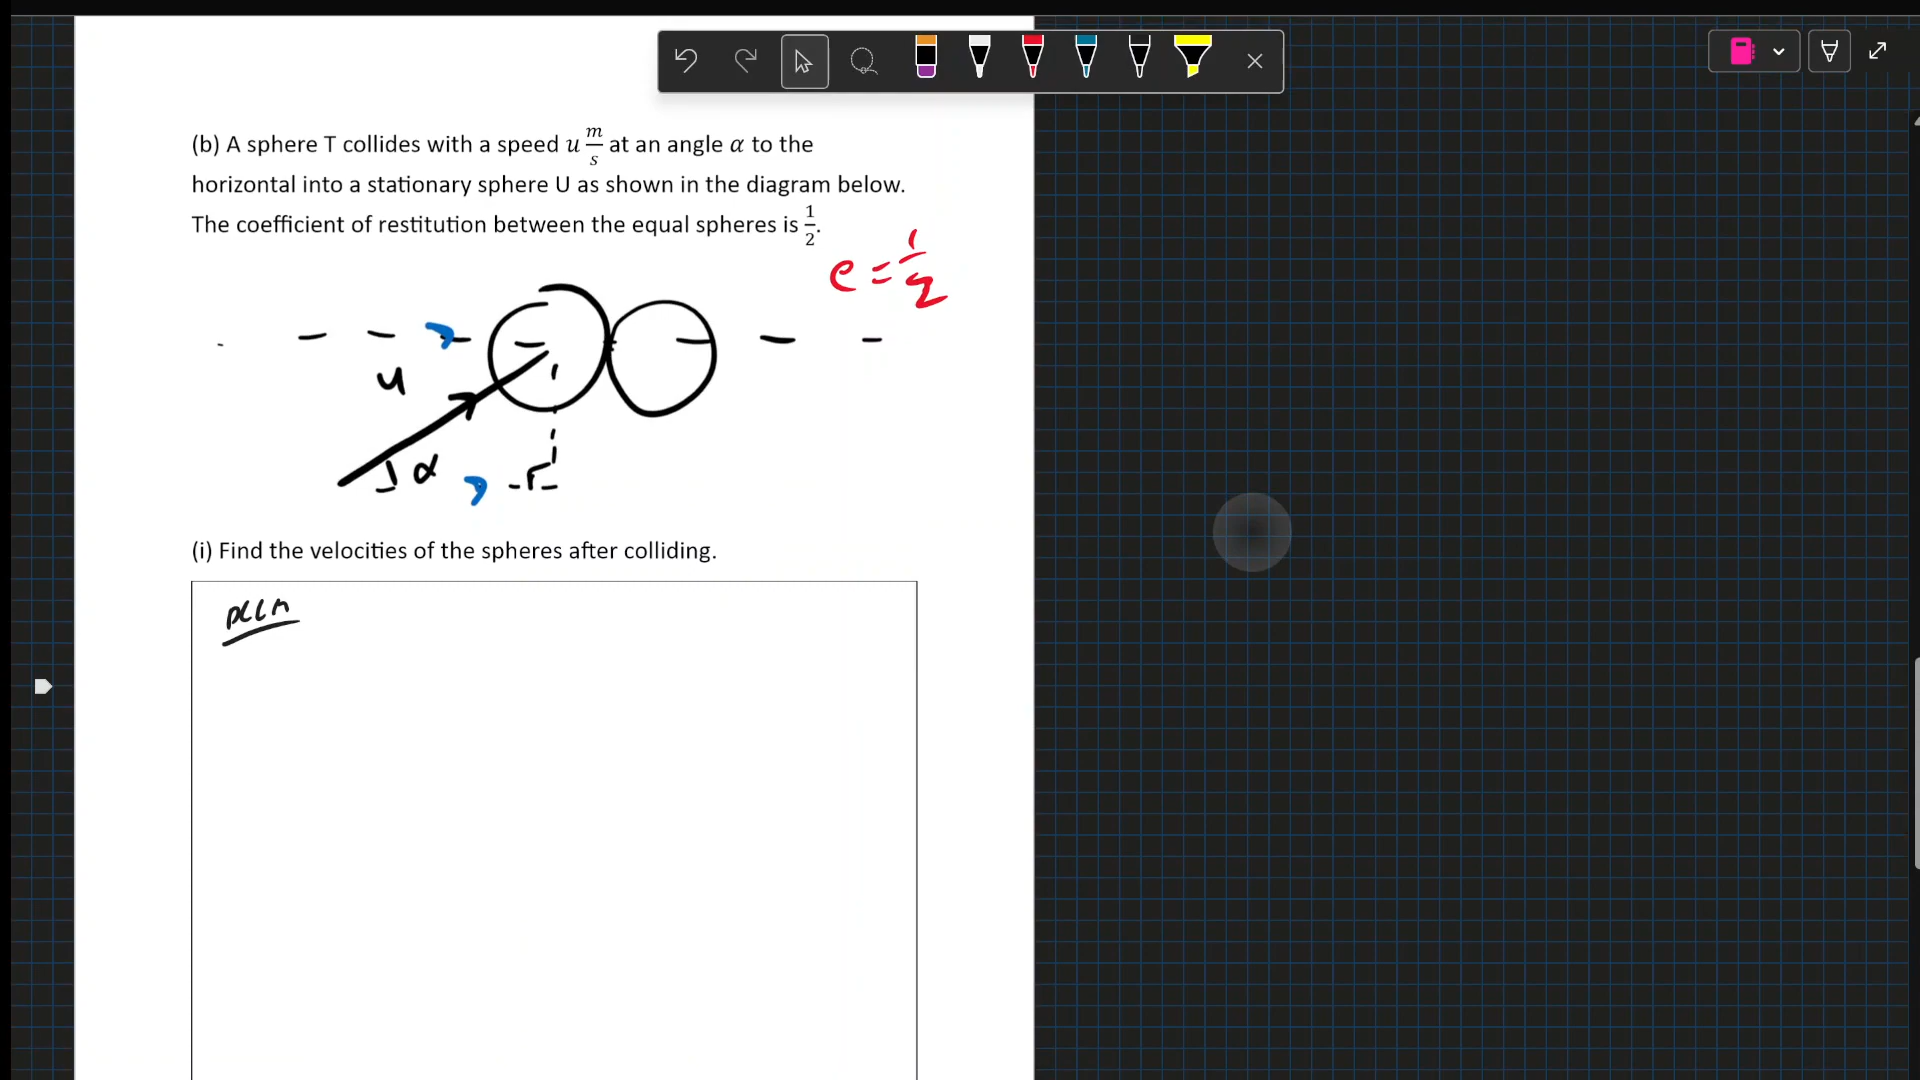 (b) A sphere T collides with a speed u m/s at an angle α to the
horizontal into a stationary sphere U as shown in the diagram below.
The coefficient of restitution between the equal spheres is 1/2.
e = 1/2
u
α
(i) Find the velocities of the spheres after colliding.